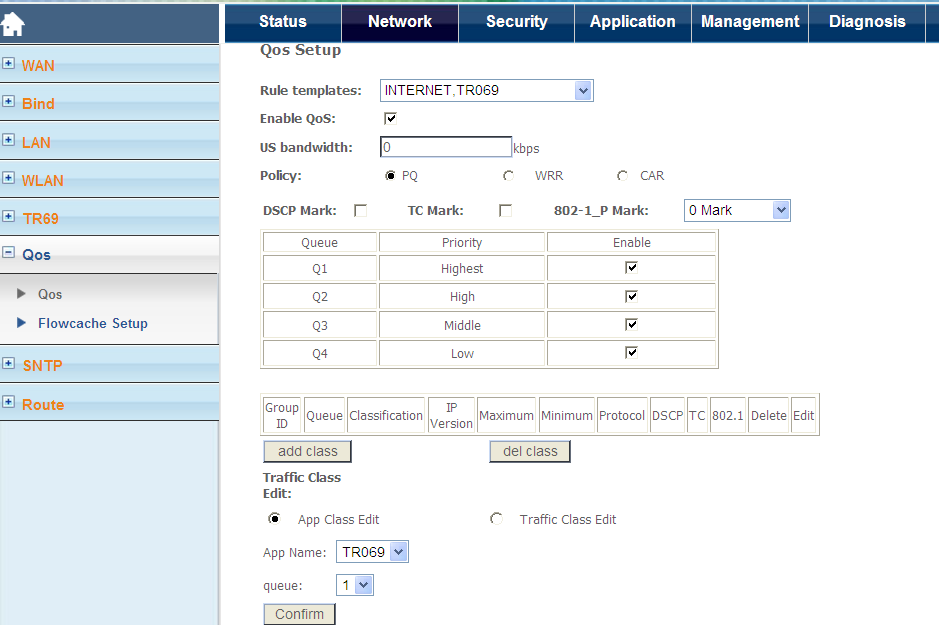 Status Network Security Application Management Diagnosis
WAN
Bind
LAN
WLAN
TR69
Qos
Qos
Flowcache Setup
SNTP
Route
Qos Setup
Rule templates: INTERNET,TR069
Enable QoS:
US bandwidth: 0 kbps
Policy: PQ WRR CAR
DSCP Mark: TC Mark: 802-1_P Mark: 0 Mark
Queue Priority Enable
Q1 Highest
Q2 High
Q3 Middle
Q4 Low
Group ID Queue Classification IP Version Maximum Minimum Protocol DSCP TC 802.1 Delete Edit
add class del class
Traffic Class
Edit:
App Class Edit Traffic Class Edit
App Name: TR069
queue: 1
Confirm